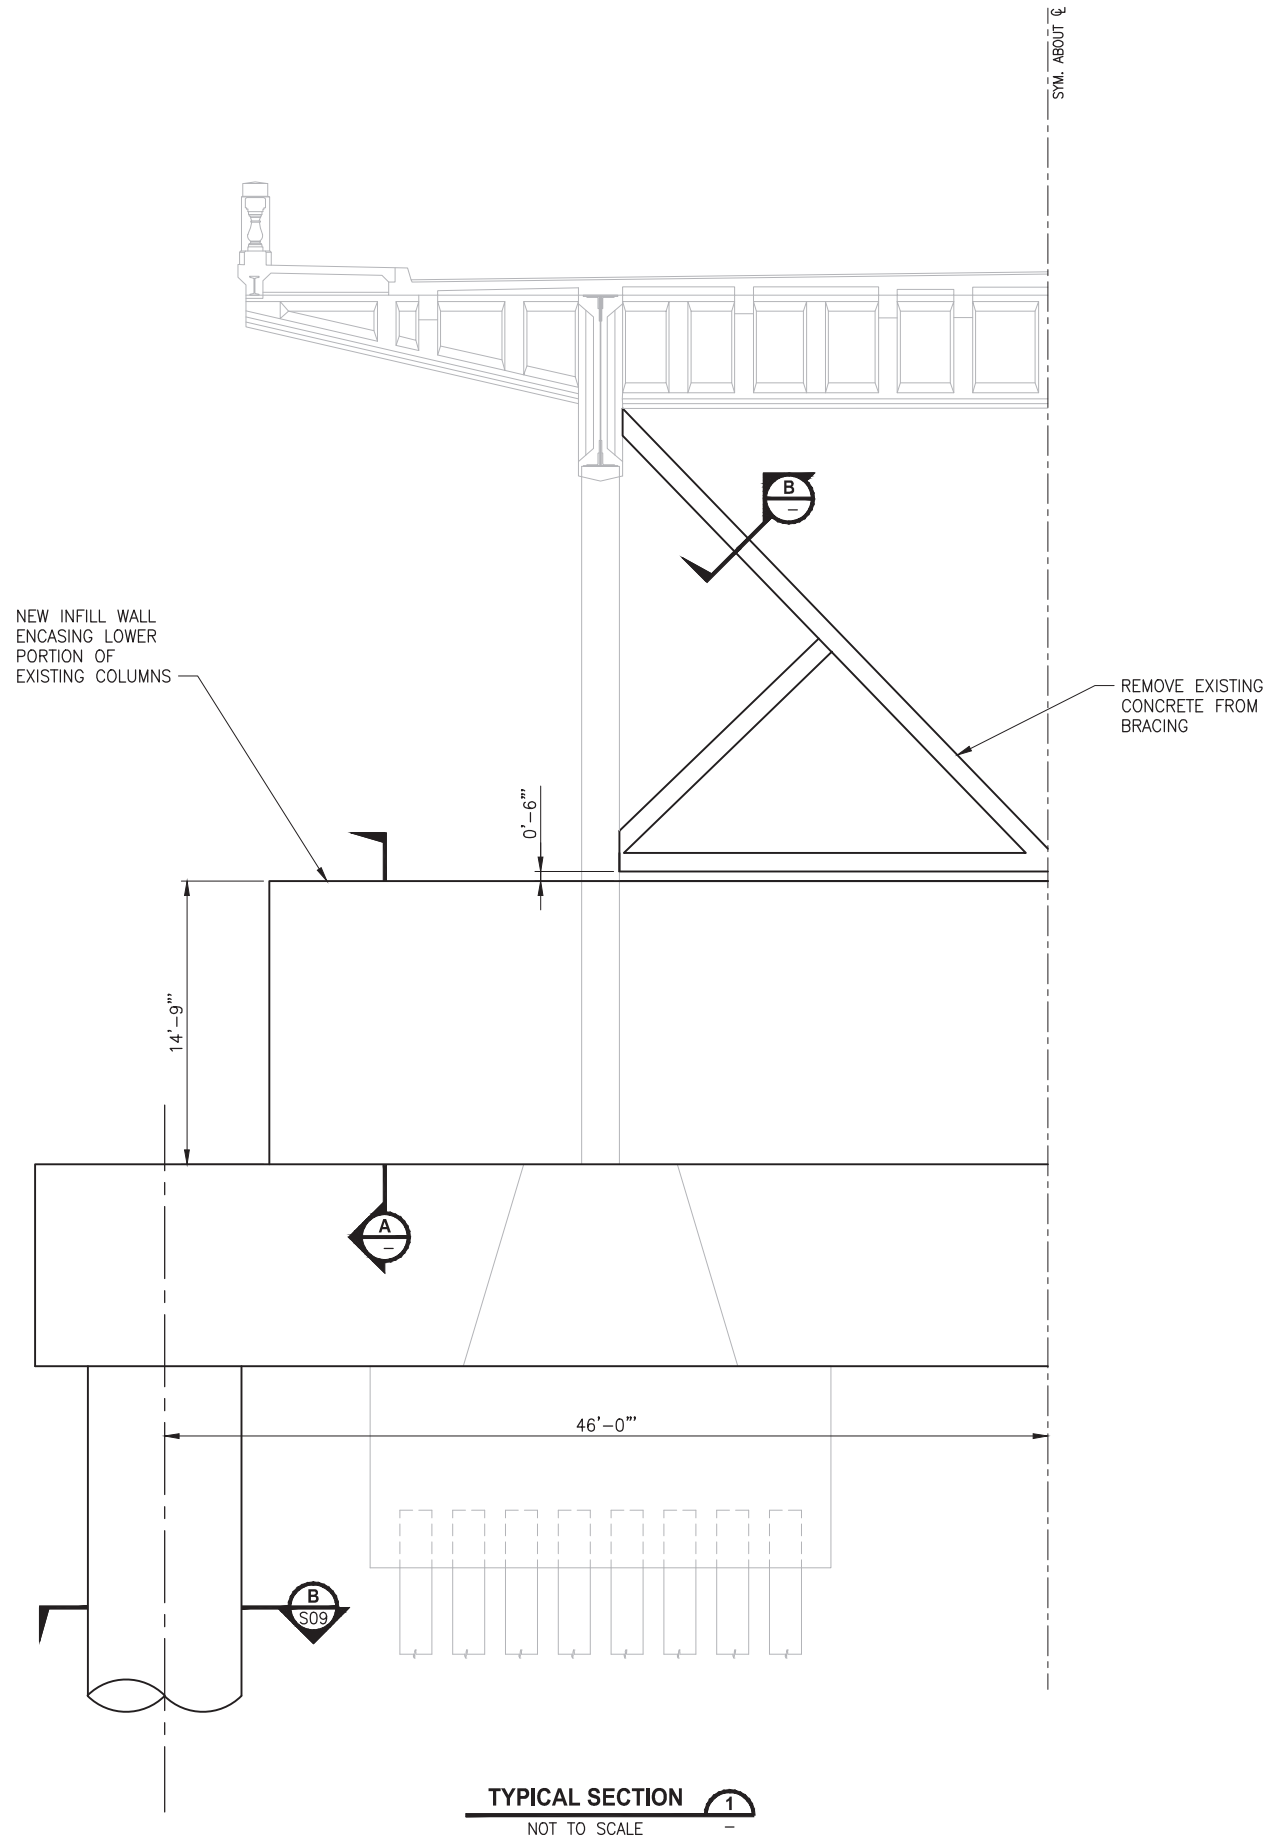 SYM. ABOUT ℄
B
–
NEW INFILL WALL
ENCASING LOWER
PORTION OF
EXISTING COLUMNS
REMOVE EXISTING
CONCRETE FROM
BRACING
0'–6"'
14'–9"'
A
–
46'–0"'
B
S09
TYPICAL SECTION
1
–
NOT TO SCALE